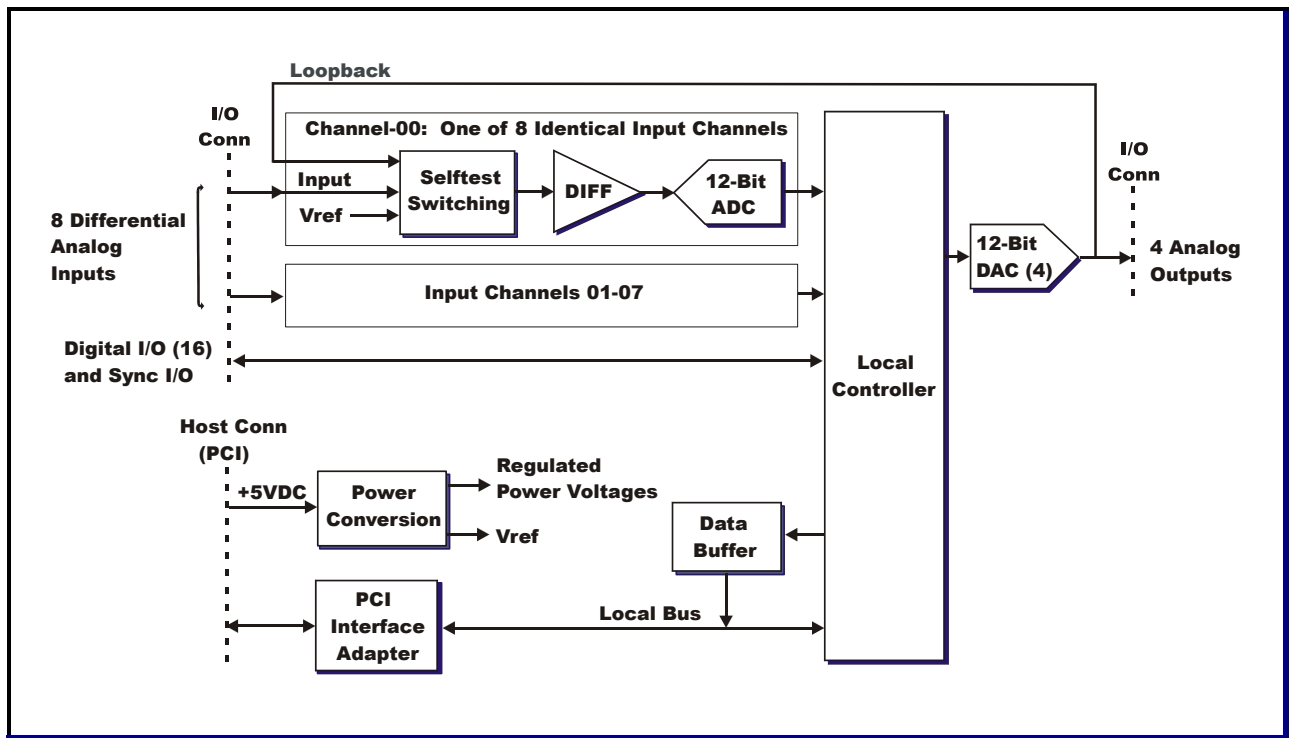 Loopback
I/O
Conn
Channel-00:  One of 8 Identical Input Channels
Input
Vref
Selftest
Switching
DIFF
12-Bit
ADC
8 Differential
Analog
Inputs
Input Channels 01-07
Digital I/O (16)
and Sync I/O
Local
Controller
12-Bit
DAC (4)
I/O
Conn
4 Analog
Outputs
Host Conn
(PCI)
+5VDC
Power
Conversion
Regulated
Power Voltages
Vref
Data
Buffer
PCI
Interface
Adapter
Local Bus